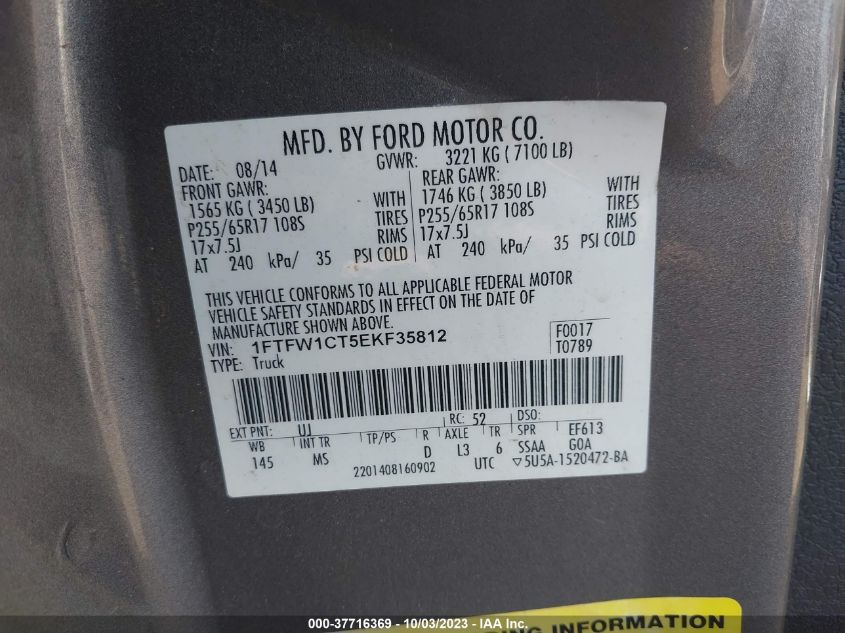 MFD. BY FORD MOTOR CO.
DATE: 08/14 GVWR: 3221 KG ( 7100 LB)
FRONT GAWR: REAR GAWR:
1565 KG ( 3450 LB) WITH 1746 KG ( 3850 LB) WITH
P255/65R17 108S TIRES P255/65R17 108S TIRES
17x7.5J RIMS 17x7.5J RIMS
AT 240 kPa/ 35 PSI COLD AT 240 kPa/ 35 PSI COLD
THIS VEHICLE CONFORMS TO ALL APPLICABLE FEDERAL MOTOR
VEHICLE SAFETY STANDARDS IN EFFECT ON THE DATE OF
MANUFACTURE SHOWN ABOVE.
VIN: 1FTFW1CT5EKF35812 F0017
TYPE: Truck T0789
EXT PNT: UJ RC: 52 DSO:
WB INT TR TP/PS R AXLE TR SPR EF613
145 MS D L3 6 SSAA GOA
2201408160902 UTC ▽5U5A-1520472-BA
INFORMATION
000-37716369 - 10/03/2023 - IAA Inc.